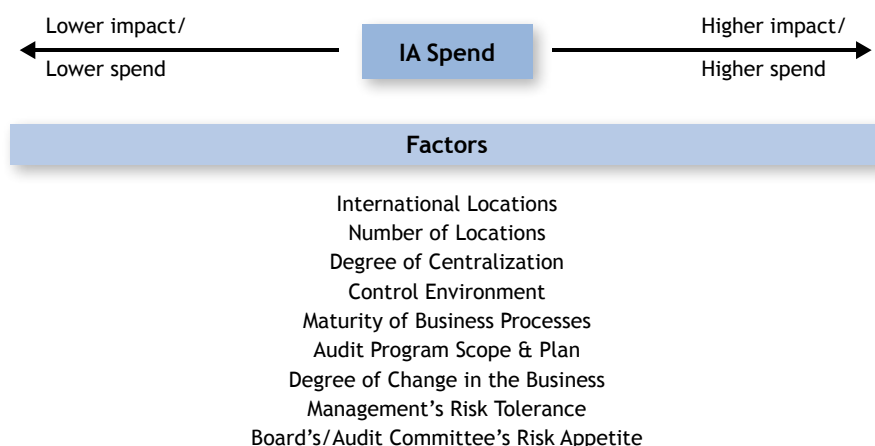 Lower impact/
Lower spend
IA Spend
Higher impact/
Higher spend
Factors
International Locations
Number of Locations
Degree of Centralization
Control Environment
Maturity of Business Processes
Audit Program Scope & Plan
Degree of Change in the Business
Management’s Risk Tolerance
Board’s/Audit Committee’s Risk Appetite